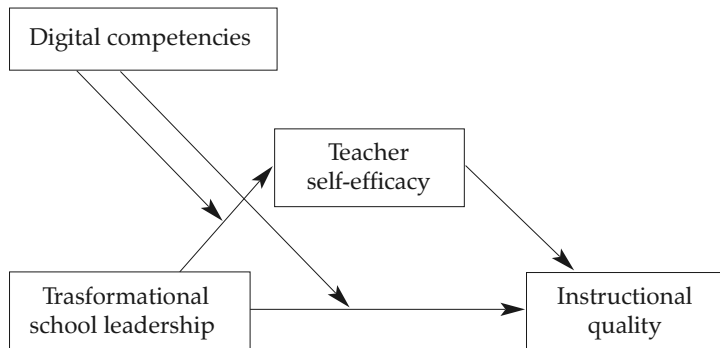 Digital competencies
Teacher
self-efficacy
Trasformational
school leadership
Instructional
quality